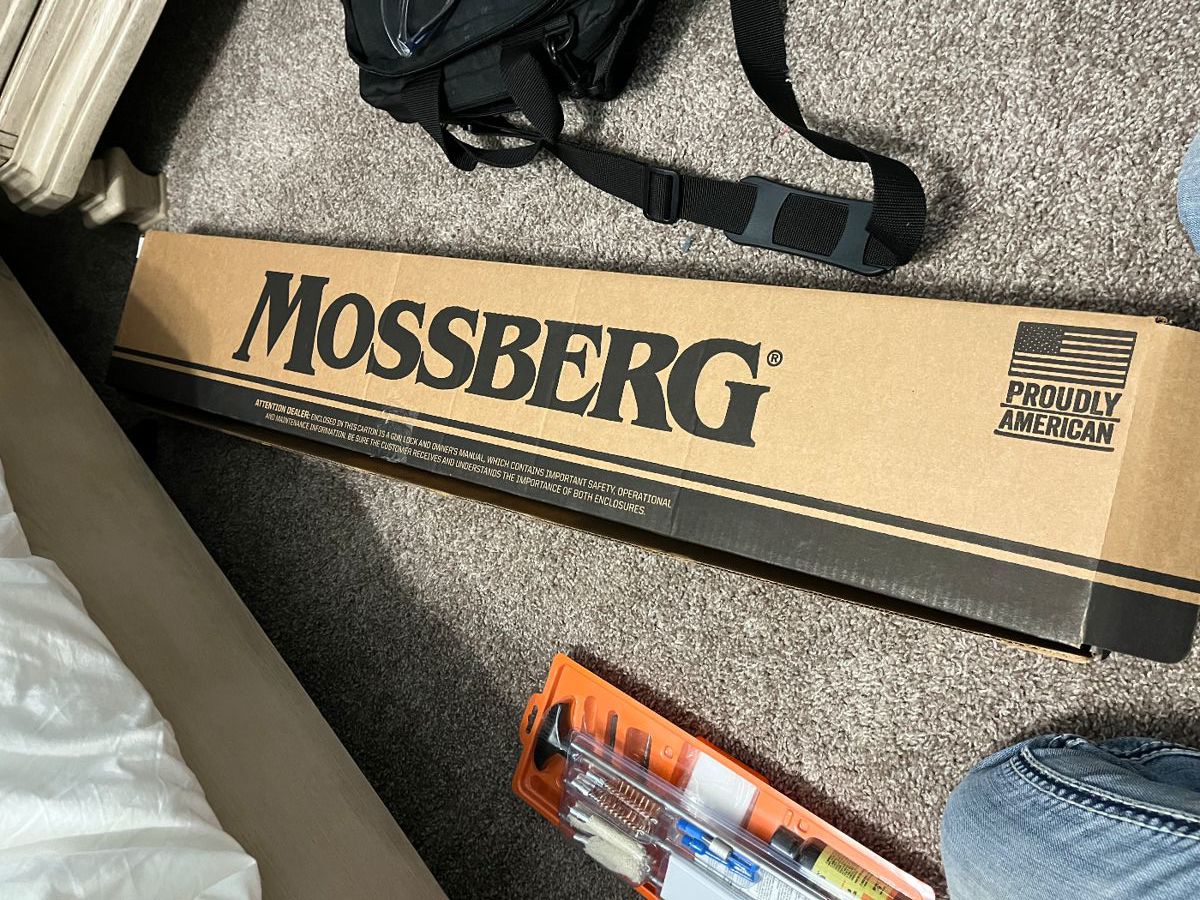 MOSSBERG®
PROUDLY
AMERICAN
ATTENTION DEALER: ENCLOSED IN THIS CARTON IS A GUN LOCK AND OWNER'S MANUAL, WHICH CONTAINS IMPORTANT SAFETY, OPERATIONAL
AND MAINTENANCE INFORMATION. BE SURE THE CUSTOMER RECEIVES AND UNDERSTANDS THE IMPORTANCE OF BOTH ENCLOSURES.